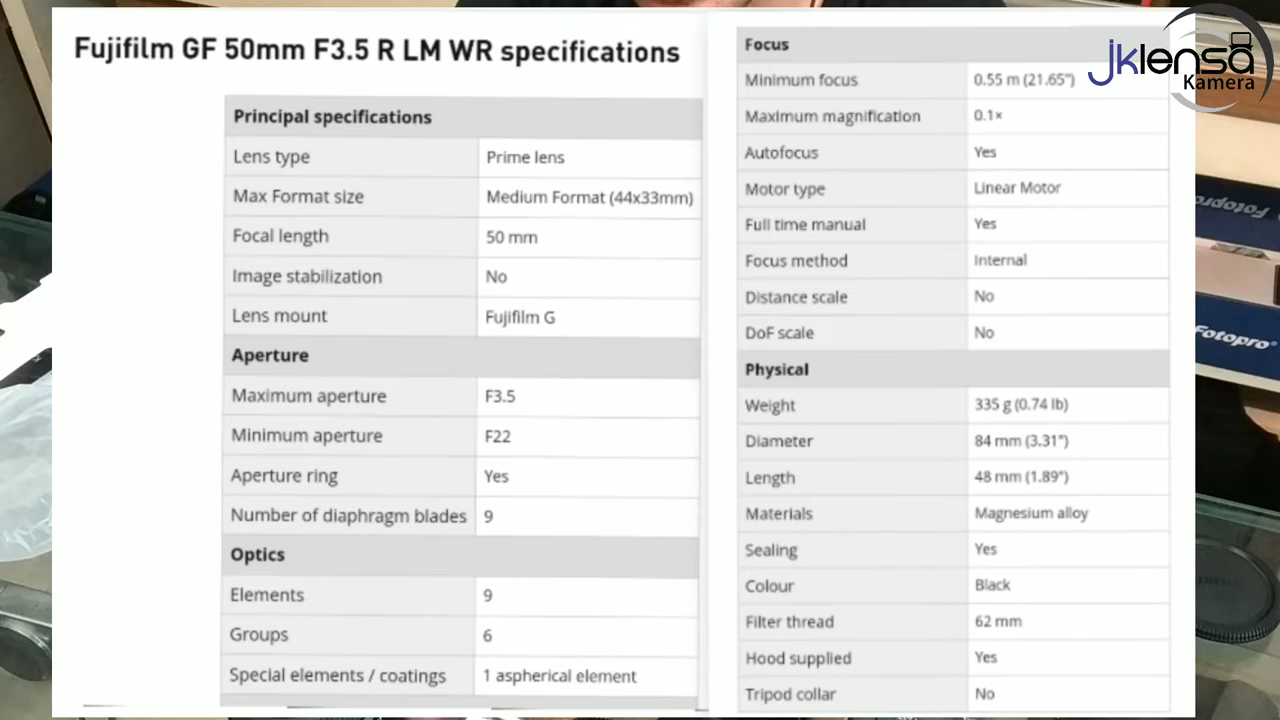 Fujifilm GF 50mm F3.5 R LM WR specifications
Principal specifications
Lens type Prime lens
Max Format size Medium Format (44x33mm)
Focal length 50 mm
Image stabilization No
Lens mount Fujifilm G
Aperture
Maximum aperture F3.5
Minimum aperture F22
Aperture ring Yes
Number of diaphragm blades 9
Optics
Elements 9
Groups 6
Special elements / coatings 1 aspherical element
Focus
Minimum focus 0.55 m (21.65")
Maximum magnification 0.1×
Autofocus Yes
Motor type Linear Motor
Full time manual Yes
Focus method Internal
Distance scale No
DoF scale No
Physical
Weight 335 g (0.74 lb)
Diameter 84 mm (3.31")
Length 48 mm (1.89")
Materials Magnesium alloy
Sealing Yes
Colour Black
Filter thread 62 mm
Hood supplied Yes
Tripod collar No
jklensa
Kamera
Fotopro
Fotopro®